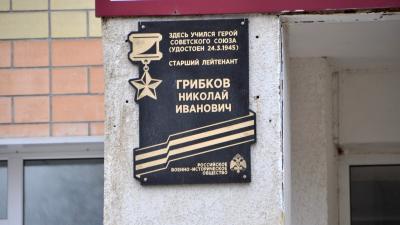 ЗДЕСЬ УЧИЛСЯ ГЕРОЙ
СОВЕТСКОГО СОЮЗА
(УДОСТОЕН 24.3.1945)
СТАРШИЙ ЛЕЙТЕНАНТ
ГРИБКОВ
НИКОЛАЙ
ИВАНОВИЧ
РОССИЙСКОЕ
ВОЕННО-ИСТОРИЧЕСКОЕ
ОБЩЕСТВО